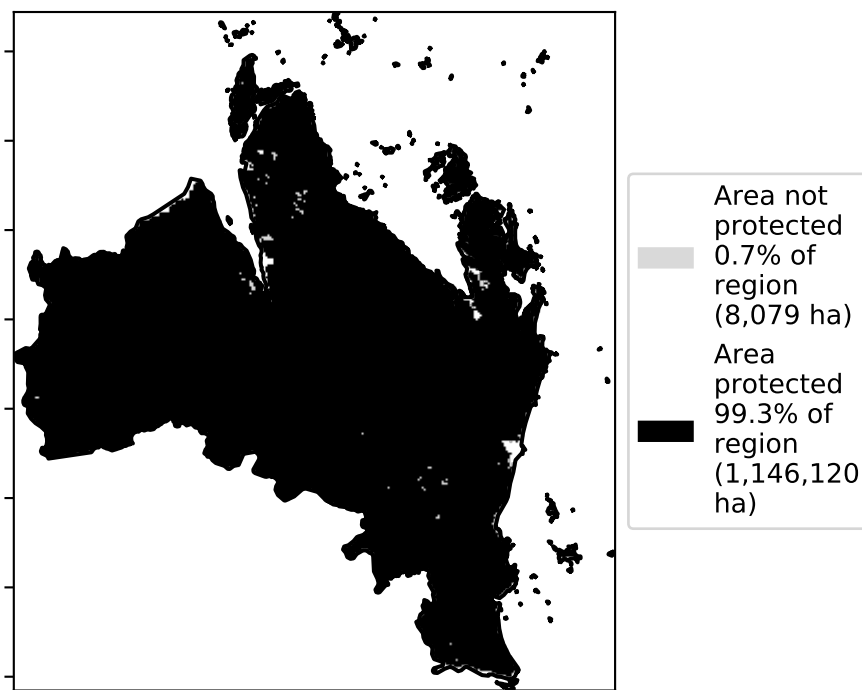 Area not
protected
0.7% of
region
(8,079 ha)
Area
protected
99.3% of
region
(1,146,120
ha)